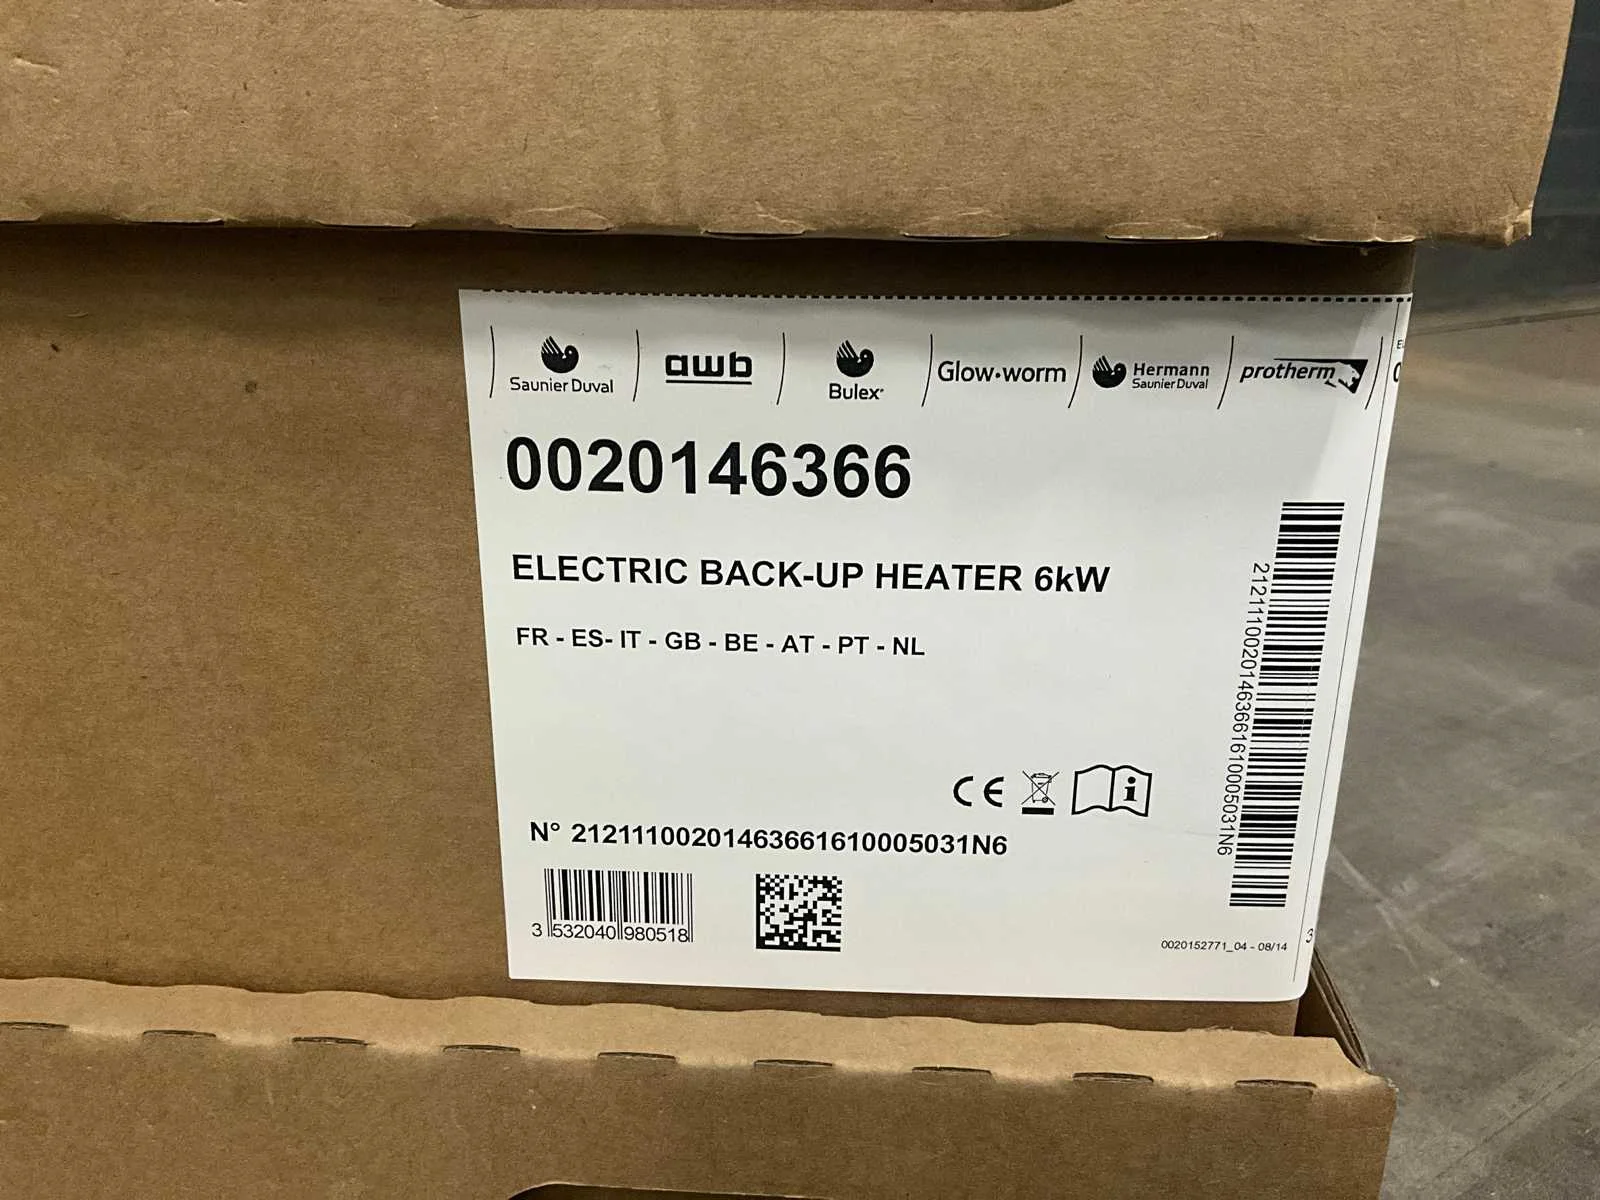 Saunier Duval
awb
Bulex
Glow-worm
Hermann
Saunier Duval
protherm
0020146366
ELECTRIC BACK-UP HEATER 6kW
FR - ES- IT - GB - BE - AT - PT - NL
21211100201463661610005031N6
CE
i
N° 21211100201463661610005031N6
3 532040 980518
0020152771_04 - 08/14
3